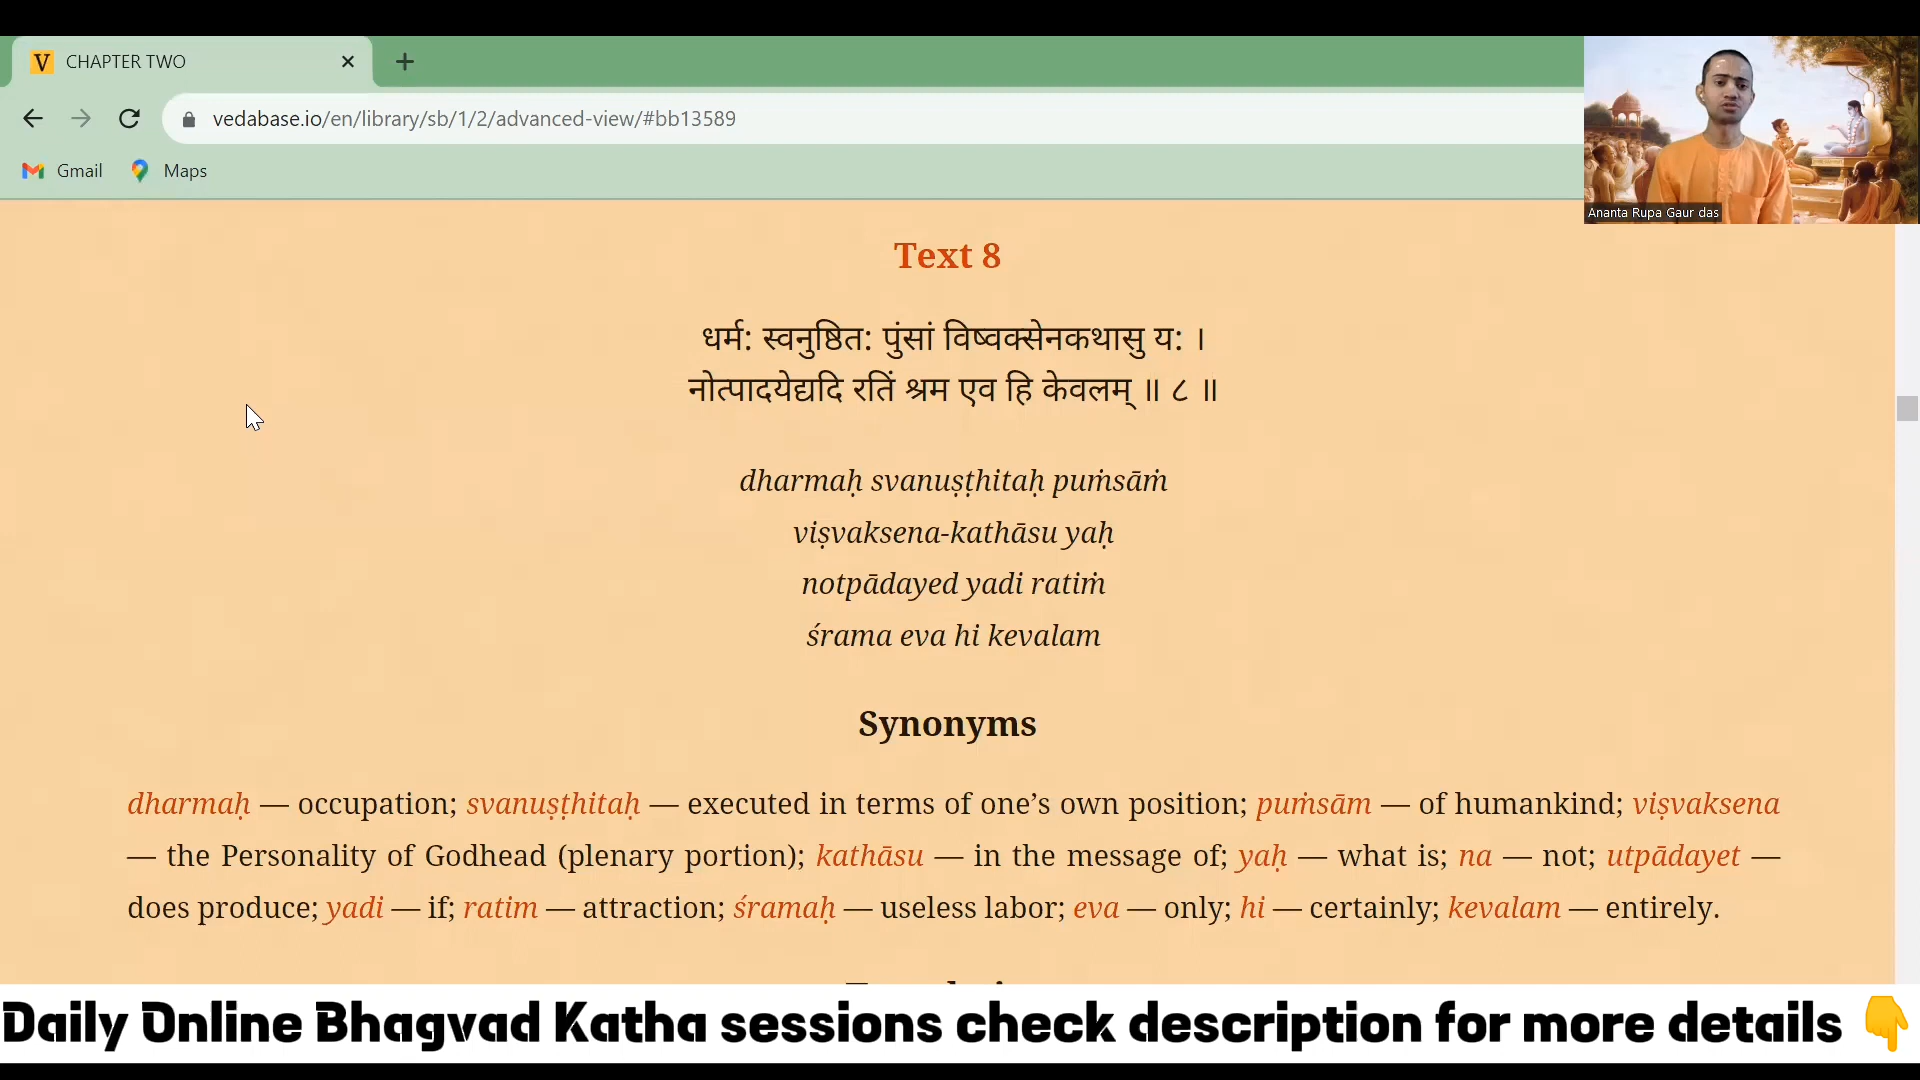 CHAPTER TWO
vedabase.io/en/library/sb/1/2/advanced-view/#bb13589
Gmail Maps
Ananta Rupa Gaur das
Text 8
धर्म: स्वनुष्ठित: पुंसां विष्वक्सेनकथासु य: ।
नोत्पादयेद्यदि रतिं श्रम एव हि केवलम् ॥ ८ ॥
dharmaḥ svanuṣṭhitaḥ puṁsāṁ
viṣvaksena-kathāsu yaḥ
notpādayed yadi ratiṁ
śrama eva hi kevalam
Synonyms
dharmaḥ — occupation; svanuṣṭhitaḥ — executed in terms of one’s own position; puṁsām — of humankind; viṣvaksena
— the Personality of Godhead (plenary portion); kathāsu — in the message of; yaḥ — what is; na — not; utpādayet —
does produce; yadi — if; ratim — attraction; śramaḥ — useless labor; eva — only; hi — certainly; kevalam — entirely.
Daily Online Bhagvad Katha sessions check description for more details 👇